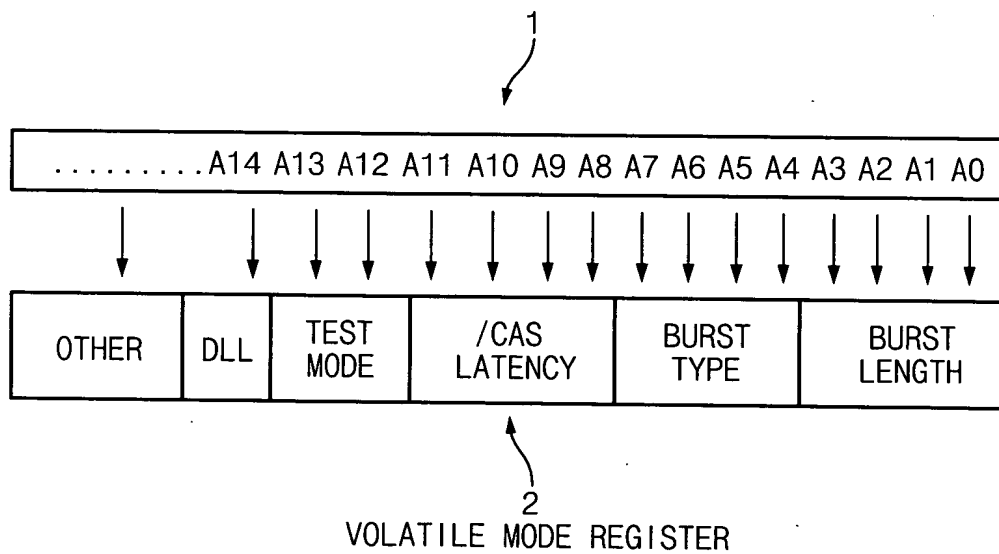 1
.........A14 A13 A12 A11 A10 A9 A8 A7 A6 A5 A4 A3 A2 A1 A0
OTHER DLL TEST MODE /CAS LATENCY BURST TYPE BURST LENGTH
2
VOLATILE MODE REGISTER